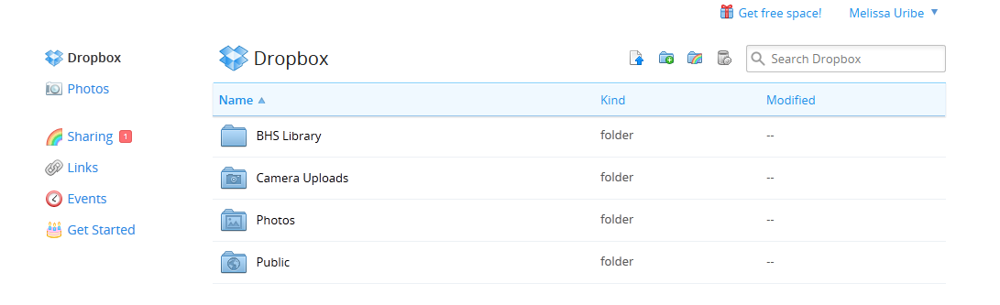 Get free space! Melissa Uribe
Dropbox
Photos
Sharing 1
Links
Events
Get Started
Dropbox
Search Dropbox
Name Kind Modified
BHS Library folder --
Camera Uploads folder --
Photos folder --
Public folder --